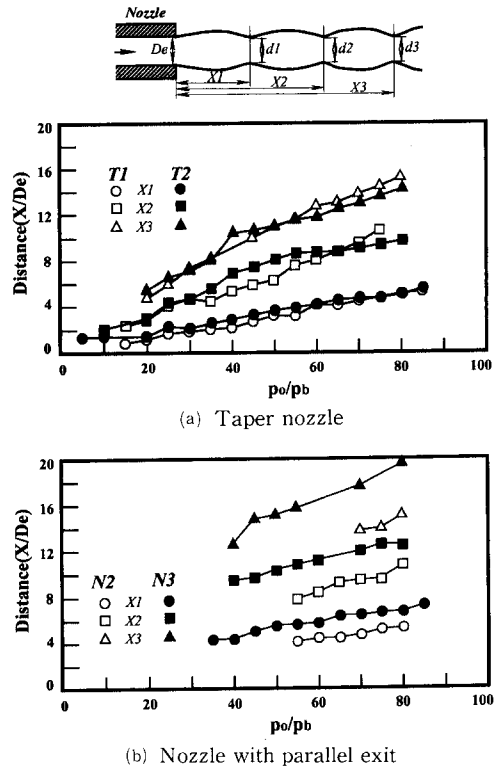 Nozzle
De d1 d2 d3
X1
X2
X3
20
16
12
8
4
0
Distance(X/De)
T1 T2
X1
X2
X3
0 20 40 60 80 100
po/pb
(a) Taper nozzle
20
16
12
8
4
0
Distance(X/De)
N2 N3
X1
X2
X3
0 20 40 60 80 100
po/pb
(b) Nozzle with parallel exit